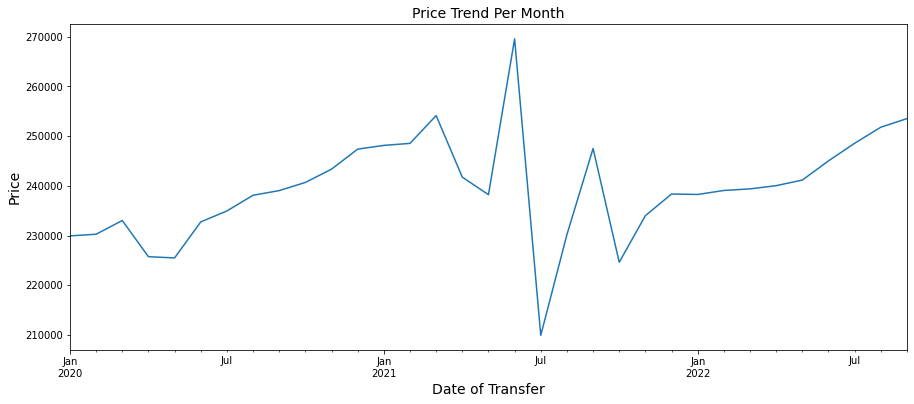 Price Trend Per Month
Price
270000
260000
250000
240000
230000
220000
210000
Jan Jul Jan Jul Jan Jul
2020 2021 2022
Date of Transfer